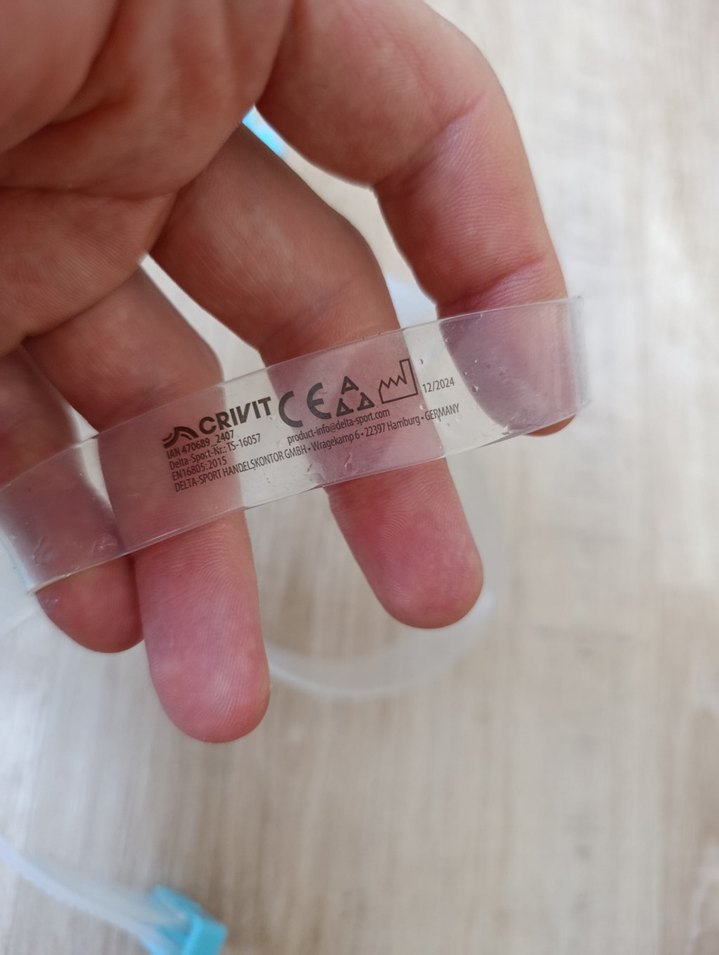 CRIVIT CE
12/2024
IAN 470689_2407
Delta-Sport-Nr.: TS-16057
product-info@delta-sport.com
EN16805:2015
DELTA-SPORT HANDELSKONTOR GMBH • Wragekamp 6 • 22397 Hamburg • GERMANY